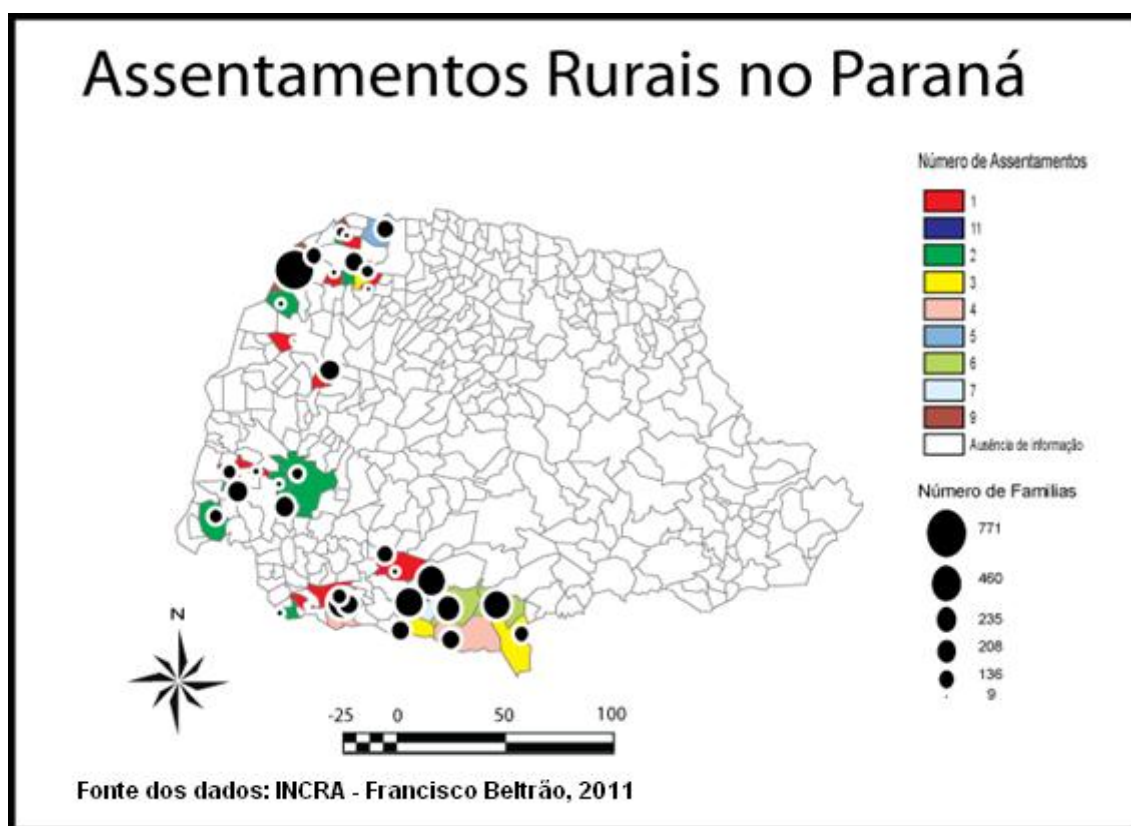 Assentamentos Rurais no Paraná
Número de Assentamentos
1
11
2
3
4
5
6
7
9
Ausência de informação
Número de Familias
771
460
235
208
136
9
N
-25 0 50 100
Fonte dos dados: INCRA - Francisco Beltrão, 2011